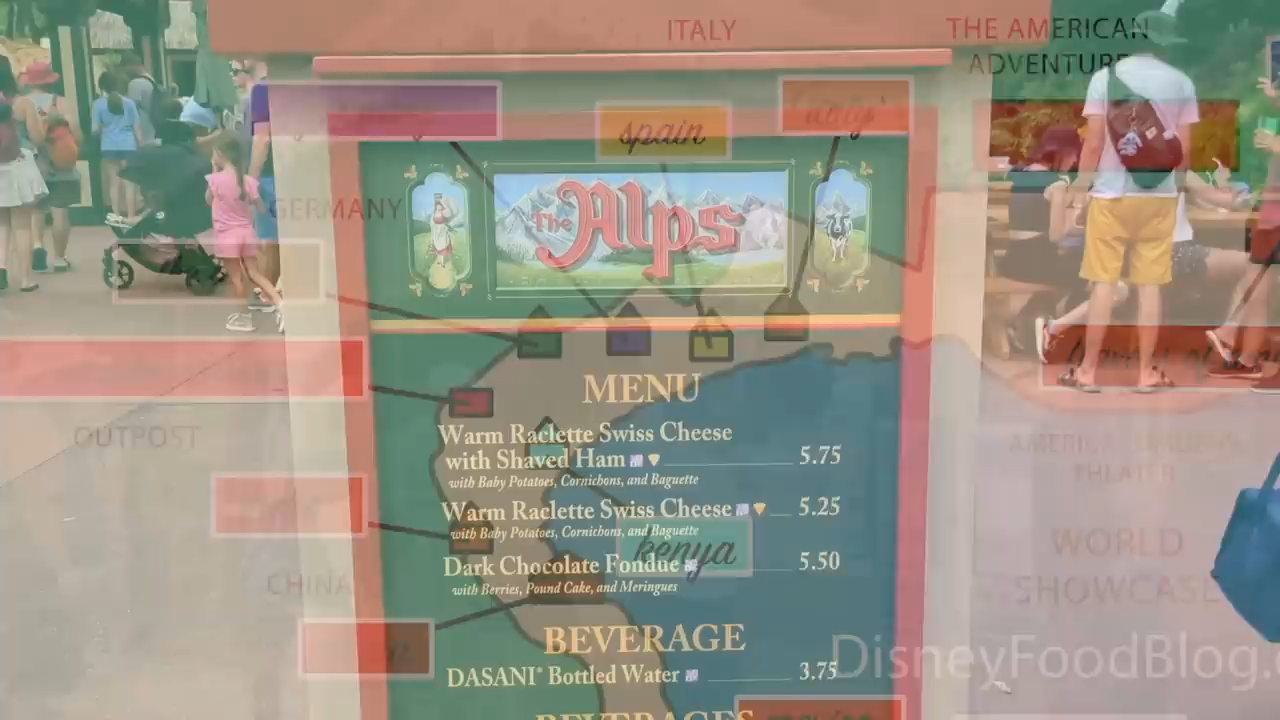 ITALY
THE AMERICAN
ADVENTURE
spain
The Alps
GERMANY
MENU
OUTPOST
Warm Raclette Swiss Cheese
with Shaved Ham 5.75
with Baby Potatoes, Cornichons, and Baguette
Warm Raclette Swiss Cheese 5.25
with Baby Potatoes, Cornichons, and Baguette
kenya
Dark Chocolate Fondue 5.50
with Berries, Pound Cake, and Meringues
CHINA
WORLD
SHOWCASE
THEATER
BEVERAGE
DASANI® Bottled Water 3.75
DisneyFoodBlog.
BEVERAGES